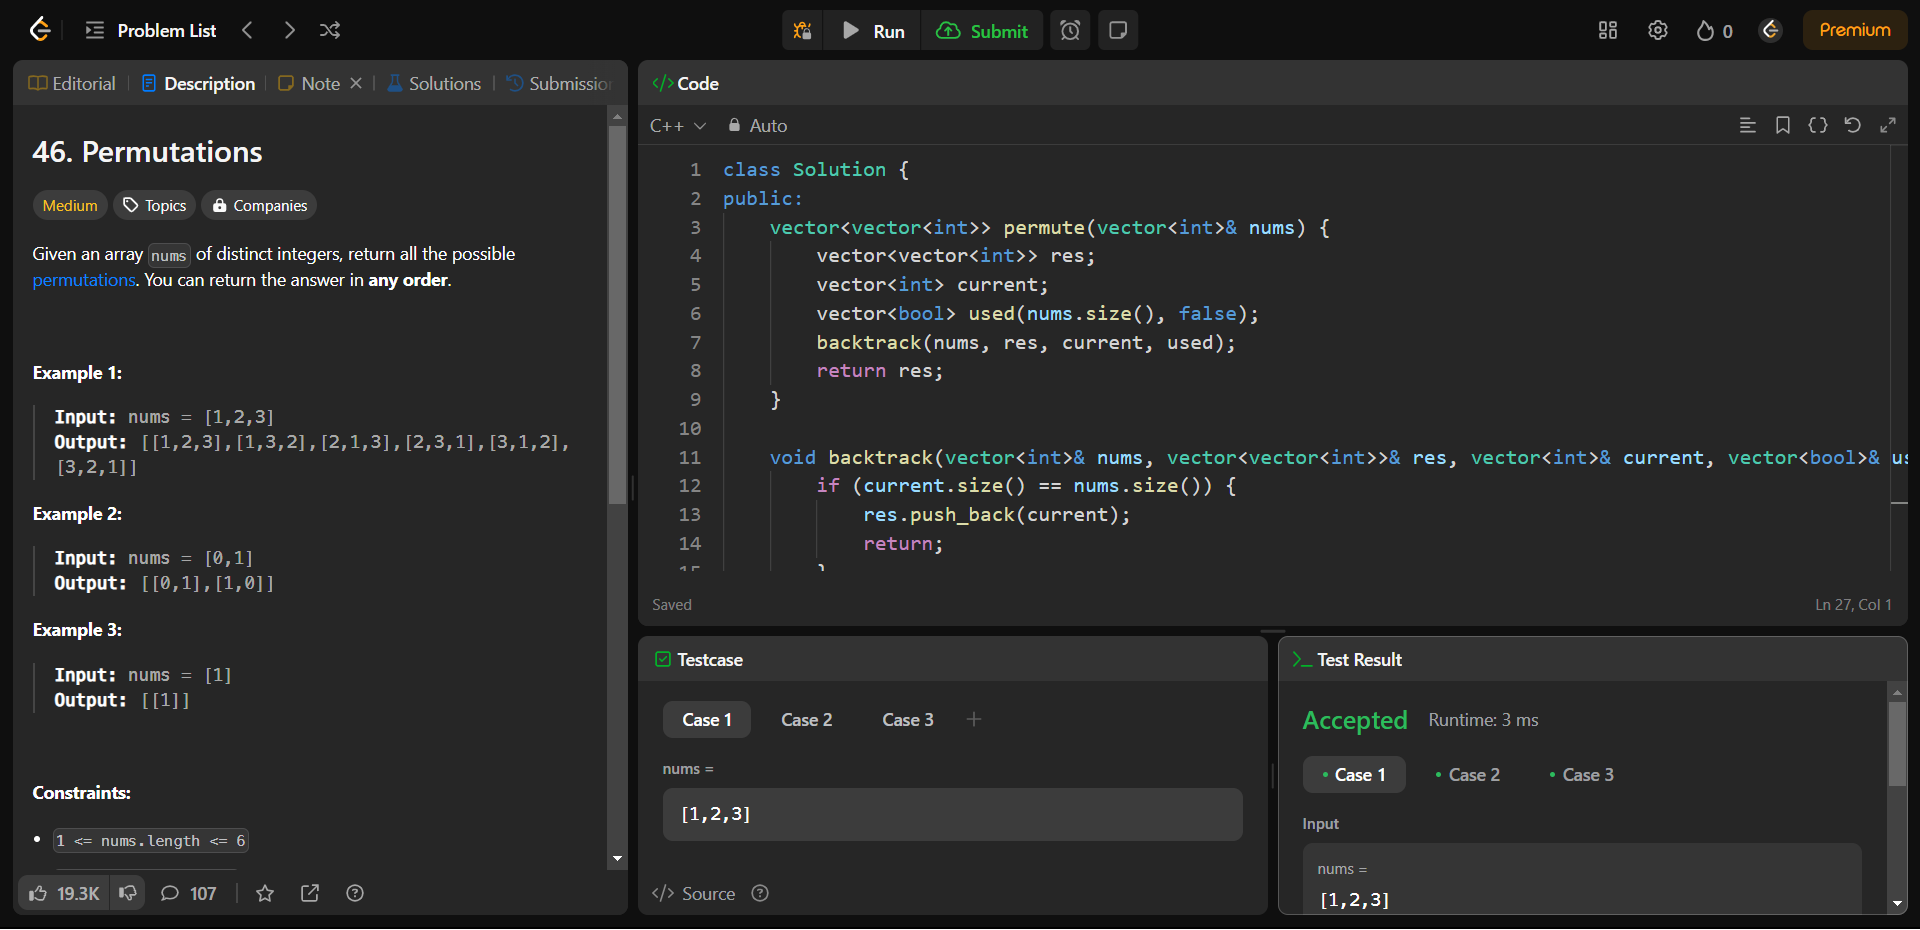 Problem List
Run
Submit
0
Premium
Editorial
Description
Note
Solutions
Submission
46. Permutations
Medium
Topics
Companies
Given an array nums of distinct integers, return all the possible
permutations. You can return the answer in any order.
Example 1:
Input: nums = [1,2,3]
Output: [[1,2,3],[1,3,2],[2,1,3],[2,3,1],[3,1,2],
[3,2,1]]
Example 2:
Input: nums = [0,1]
Output: [[0,1],[1,0]]
Example 3:
Input: nums = [1]
Output: [[1]]
Constraints:
• 1 <= nums.length <= 6
19.3K
107
</> Code
C++
Auto
1 class Solution {
2 public:
3 vector<vector<int>> permute(vector<int>& nums) {
4 vector<vector<int>> res;
5 vector<int> current;
6 vector<bool> used(nums.size(), false);
7 backtrack(nums, res, current, used);
8 return res;
9 }
10
11 void backtrack(vector<int>& nums, vector<vector<int>>& res, vector<int>& current, vector<bool>& us
12 if (current.size() == nums.size()) {
13 res.push_back(current);
14 return;
15 }
Saved
Ln 27, Col 1
Testcase
Case 1
Case 2
Case 3
nums =
[1,2,3]
</> Source
Test Result
Accepted
Runtime: 3 ms
Case 1
Case 2
Case 3
Input
nums =
[1,2,3]